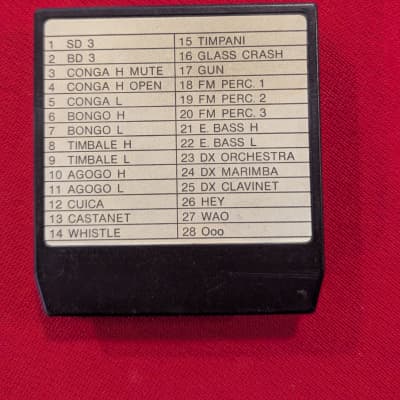 1 SD 3
2 BD 3
3 CONGA H MUTE
4 CONGA H OPEN
5 CONGA L
6 BONGO H
7 BONGO L
8 TIMBALE H
9 TIMBALE L
10 AGOGO H
11 AGOGO L
12 CUICA
13 CASTANET
14 WHISTLE
15 TIMPANI
16 GLASS CRASH
17 GUN
18 FM PERC. 1
19 FM PERC. 2
20 FM PERC. 3
21 E. BASS H
22 E. BASS L
23 DX ORCHESTRA
24 DX MARIMBA
25 DX CLAVINET
26 HEY
27 WAO
28 Ooo